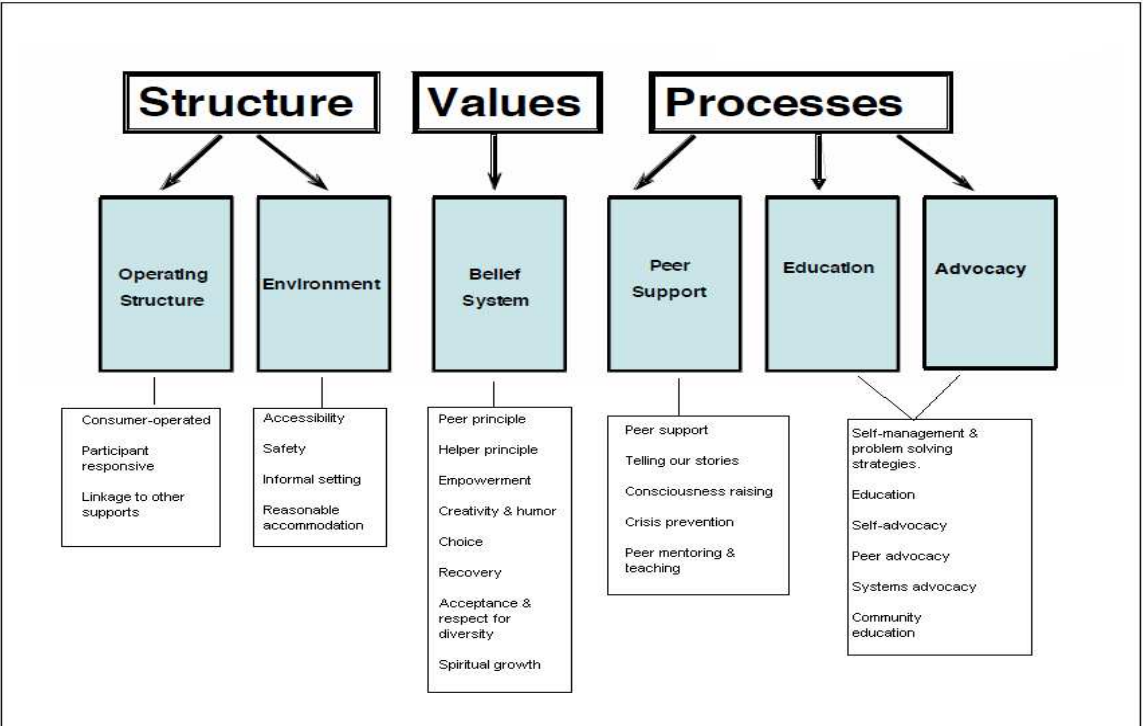 Structure
Values
Processes
Operating
Structure
Environment
Belief
System
Peer
Support
Education
Advocacy
Consumer-operated
Participant
responsive
Linkage to other
supports
Accessibility
Safety
Informal setting
Reasonable
accommodation
Peer principle
Helper principle
Empowerment
Creativity & humor
Choice
Recovery
Acceptance &
respect for
diversity
Spiritual growth
Peer support
Telling our stories
Consciousness raising
Crisis prevention
Peer mentoring &
teaching
Self-management &
problem solving
strategies.
Education
Self-advocacy
Peer advocacy
Systems advocacy
Community
education